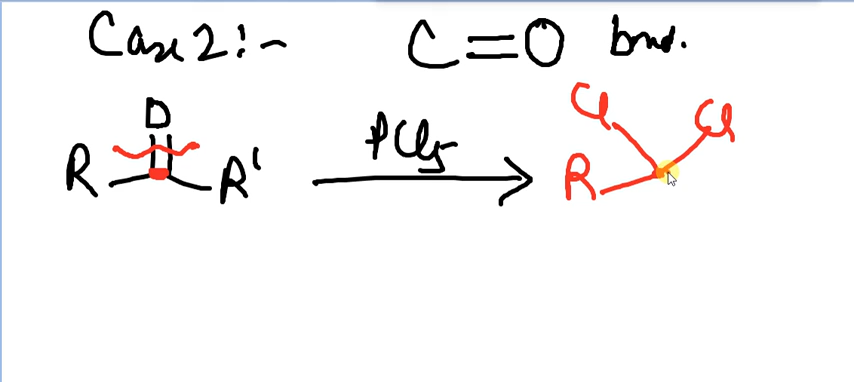 Case 2:- C=O bond.
O Cl Cl
R R' PCl5 R